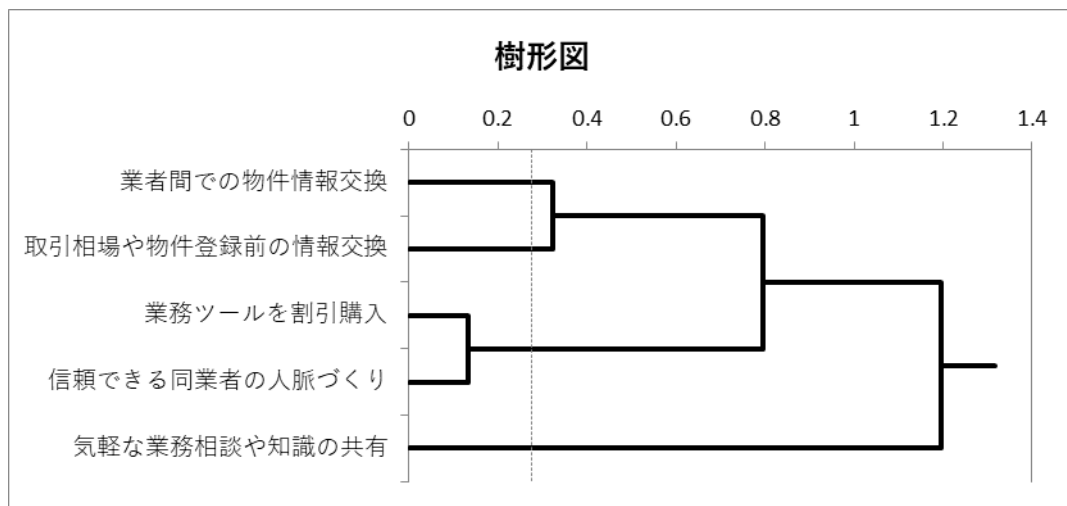 樹形図
0 0.2 0.4 0.6 0.8 1 1.2 1.4
業者間での物件情報交換
取引相場や物件登録前の情報交換
業務ツールを割引購入
信頼できる同業者の人脈づくり
気軽な業務相談や知識の共有